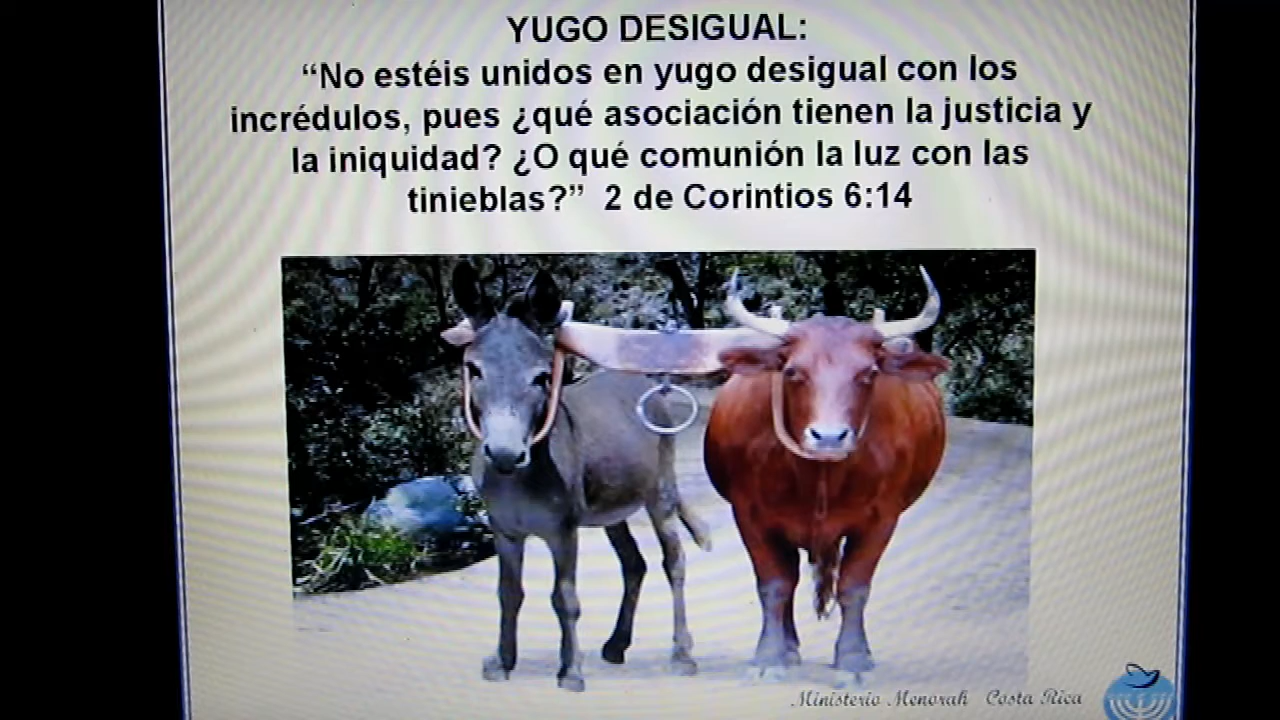 YUGO DESIGUAL:
“No estéis unidos en yugo desigual con los
incrédulos, pues ¿qué asociación tienen la justicia y
la iniquidad? ¿O qué comunión la luz con las
tinieblas?” 2 de Corintios 6:14
Ministerio Menorah Costa Rica